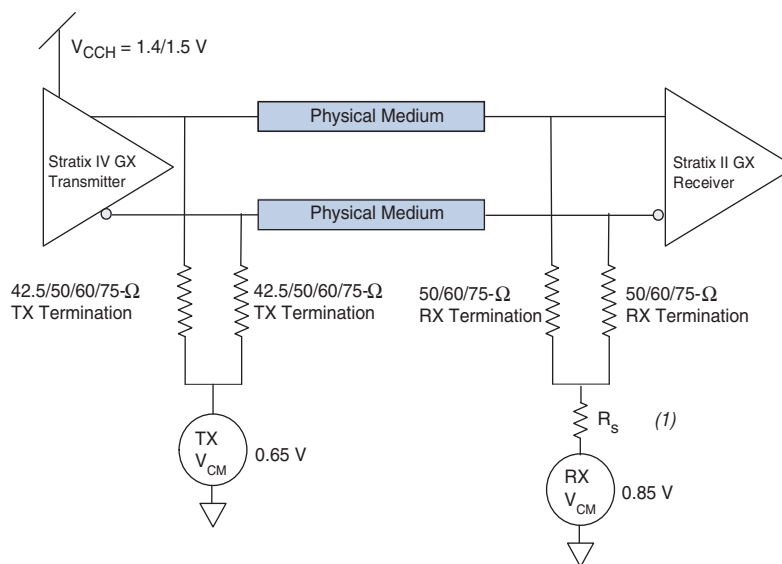 V_CCH = 1.4/1.5 V
Physical Medium
Stratix IV GX
Transmitter
Stratix II GX
Receiver
Physical Medium
42.5/50/60/75-Ω
TX Termination
42.5/50/60/75-Ω
TX Termination
50/60/75-Ω
RX Termination
50/60/75-Ω
RX Termination
R_s (1)
TX
V_CM
0.65 V
RX
V_CM
0.85 V